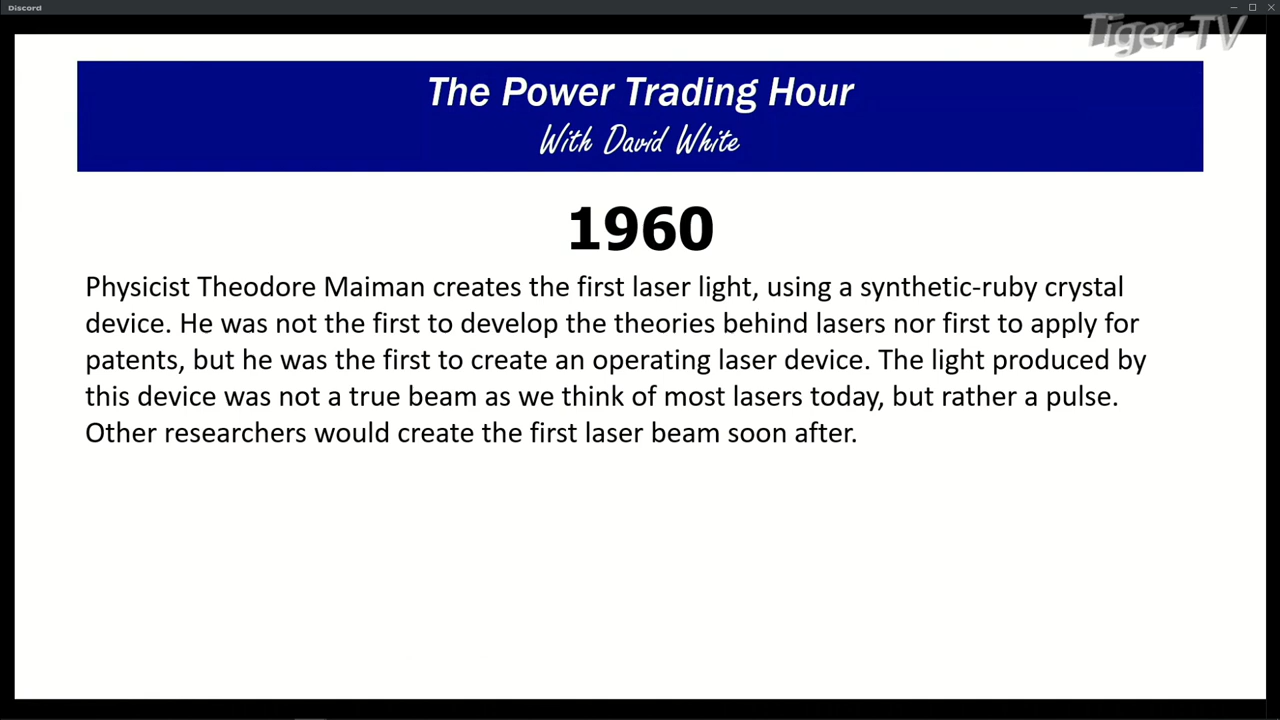 Discord
Tiger-TV
The Power Trading Hour
With David White
1960
Physicist Theodore Maiman creates the first laser light, using a synthetic-ruby crystal
device. He was not the first to develop the theories behind lasers nor first to apply for
patents, but he was the first to create an operating laser device. The light produced by
this device was not a true beam as we think of most lasers today, but rather a pulse.
Other researchers would create the first laser beam soon after.